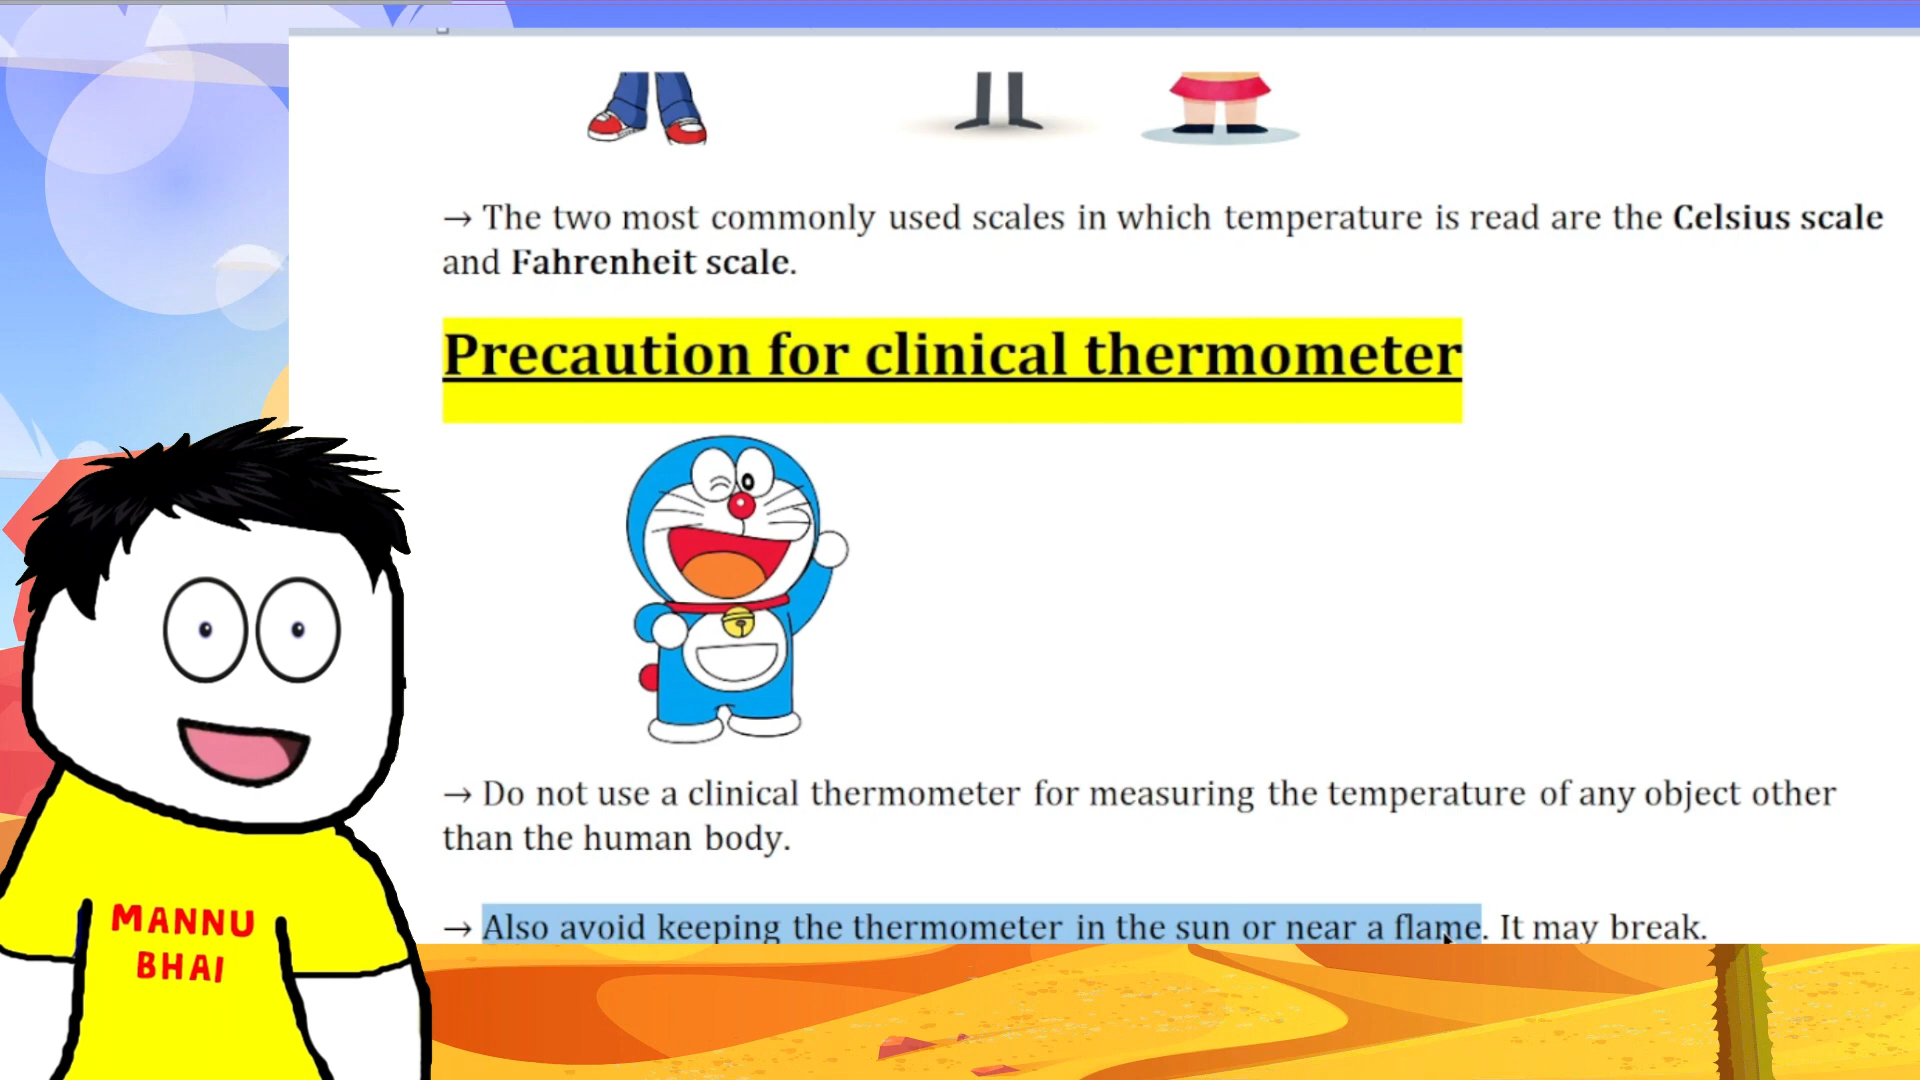 → The two most commonly used scales in which temperature is read are the Celsius scale
and Fahrenheit scale.
Precaution for clinical thermometer
→ Do not use a clinical thermometer for measuring the temperature of any object other
than the human body.
→ Also avoid keeping the thermometer in the sun or near a flame. It may break.
MANNU
BHAI